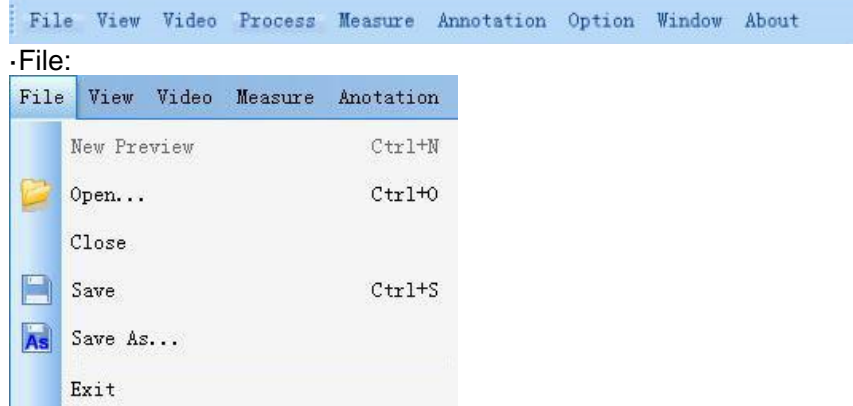 File View Video Process Measure Annotation Option Window About
·File:
File View Video Measure Anotation
New Preview Ctrl+N
Open... Ctrl+O
Close
Save Ctrl+S
As Save As...
Exit